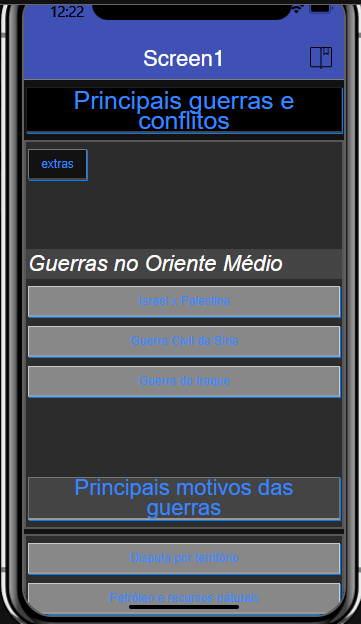 12:22
Screen1
Principais guerras e
conflitos
extras
Guerras no Oriente Médio
Israel x Palestina
Guerra Civil da Síria
Guerra do Iraque
Principais motivos das
guerras
Disputa por território
Petróleo e recursos naturais